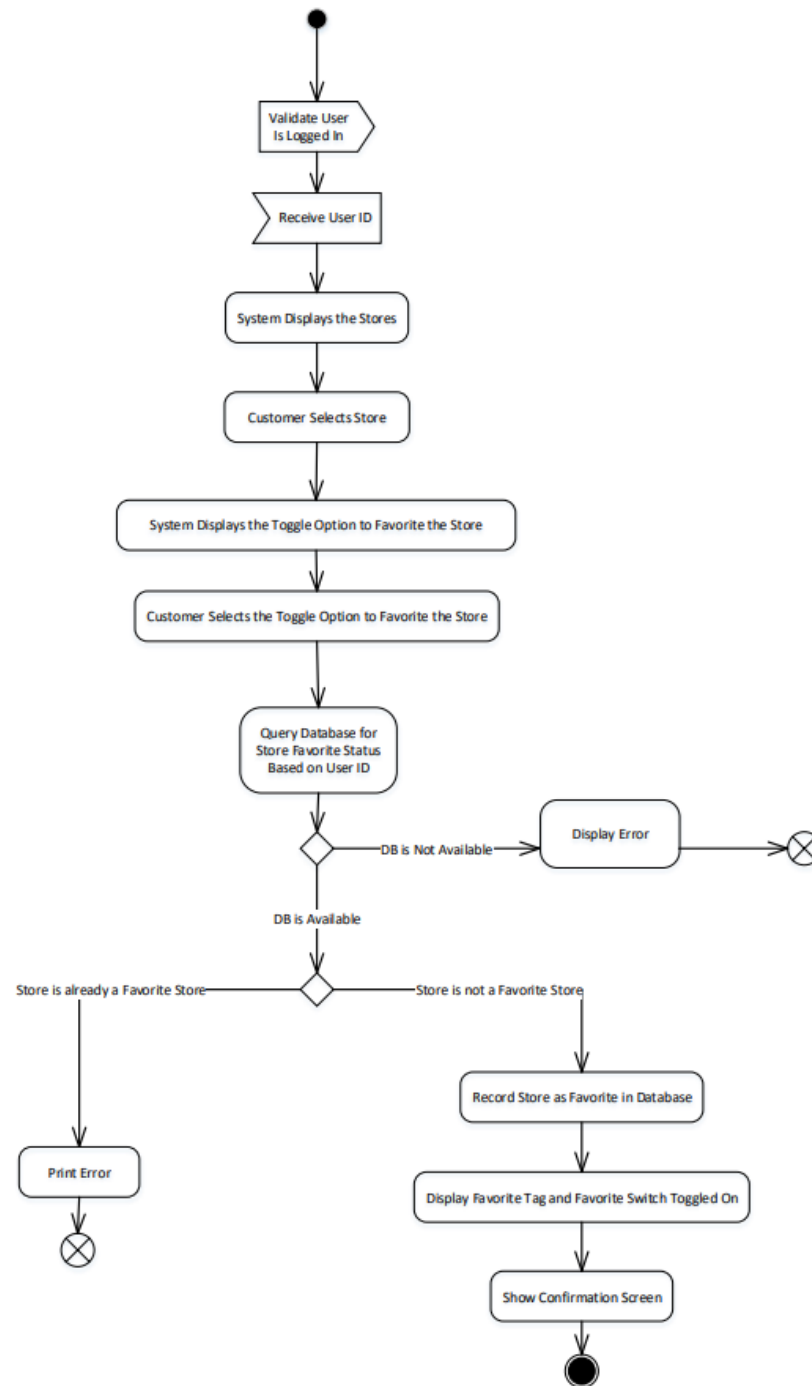 Validate User
Is Logged In
Receive User ID
System Displays the Stores
Customer Selects Store
System Displays the Toggle Option to Favorite the Store
Customer Selects the Toggle Option to Favorite the Store
Query Database for
Store Favorite Status
Based on User ID
DB is Not Available
Display Error
DB is Available
Store is already a Favorite Store
Store is not a Favorite Store
Record Store as Favorite in Database
Print Error
Display Favorite Tag and Favorite Switch Toggled On
Show Confirmation Screen